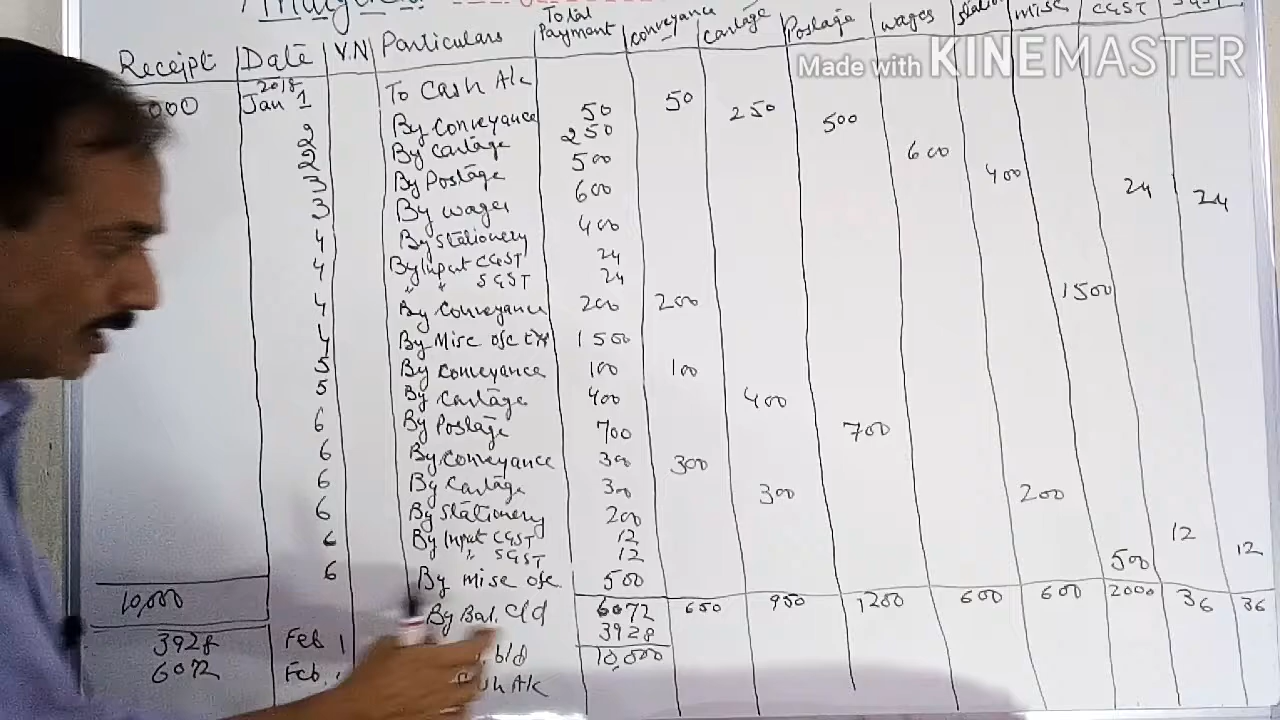 Total
Receipt Date V.N Particulars Payment conveyance Cartage Postage wages misc CGST
Made with KINEMASTER
2018
Jan 1 To Cash A/c
2 By Conveyance 50 50
2 By Cartage 250 250
3 By Postage 500 500
3 By wages 600 600
4 By Stationery 400 400
4 By Input CGST 24 24
" " SGST 24 24
4 By Conveyance 200 200
4 By Misc ofc Ex 1500 1500
5 By Conveyance 100 100
5 By Cartage 400 400
6 By Postage 700 700
6 By Conveyance 300 300
6 By Cartage 300 300
6 By Stationery 200 200
6 By Input CGST 12 12
" SGST 12 12
6 By misc ofc 500 500
10,000 6072 650 950 1200 600 600 2000 36 36
By Bal. C/d 3928
3928 Feb 1 b/d 10,000
6072 Feb. A/c